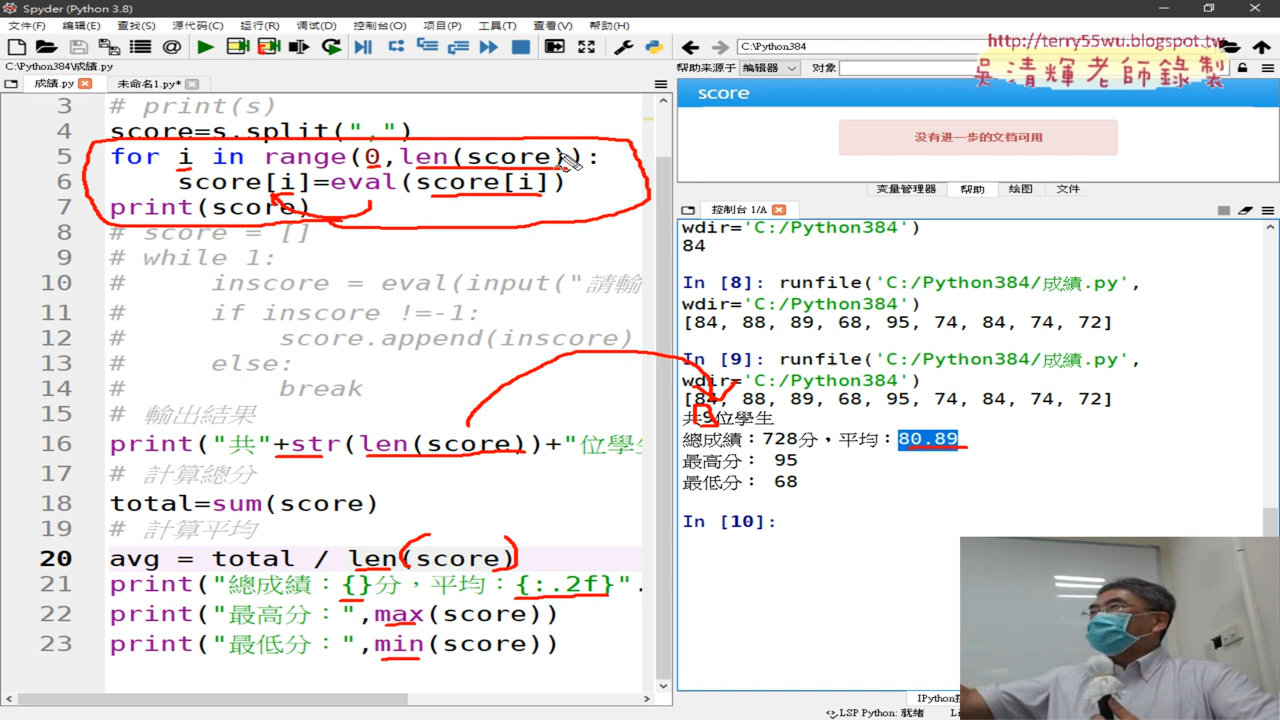 Spyder (Python 3.8)
文件(F) 编辑(E) 查找(S) 源代码(C) 运行(R) 调试(D) 控制台(O) 项目(P) 工具(T) 查看(V) 帮助(H)
C:\Python384
http://terry55wu.blogspot.tw
吳清輝老師錄製
C:\Python384\成績.py
帮助来源于 编辑器 对象
成績.py 未命名1.py*
3 # print(s)
4 score=s.split(",")
5 for i in range(0,len(score)):
6 score[i]=eval(score[i])
7 print(score)
8 # score = []
9 # while 1:
10 # inscore = eval(input("請輸
11 # if inscore !=-1:
12 # score.append(inscore)
13 # else:
14 # break
15 # 輸出結果
16 print("共"+str(len(score))+"位學生
17 # 計算總分
18 total=sum(score)
19 # 計算平均
20 avg = total / len(score)
21 print("總成績：{}分，平均：{:.2f}".
22 print("最高分：",max(score))
23 print("最低分：",min(score))
score
没有進一步的文档可用
变量管理器 帮助 绘图 文件
控制台 1/A
wdir='C:/Python384')
84
In [8]: runfile('C:/Python384/成績.py',
wdir='C:/Python384')
[84, 88, 89, 68, 95, 74, 84, 74, 72]
In [9]: runfile('C:/Python384/成績.py',
wdir='C:/Python384')
[84, 88, 89, 68, 95, 74, 84, 74, 72]
共9位學生
總成績：728分，平均：80.89
最高分： 95
最低分： 68
In [10]:
LSP Python: 就绪